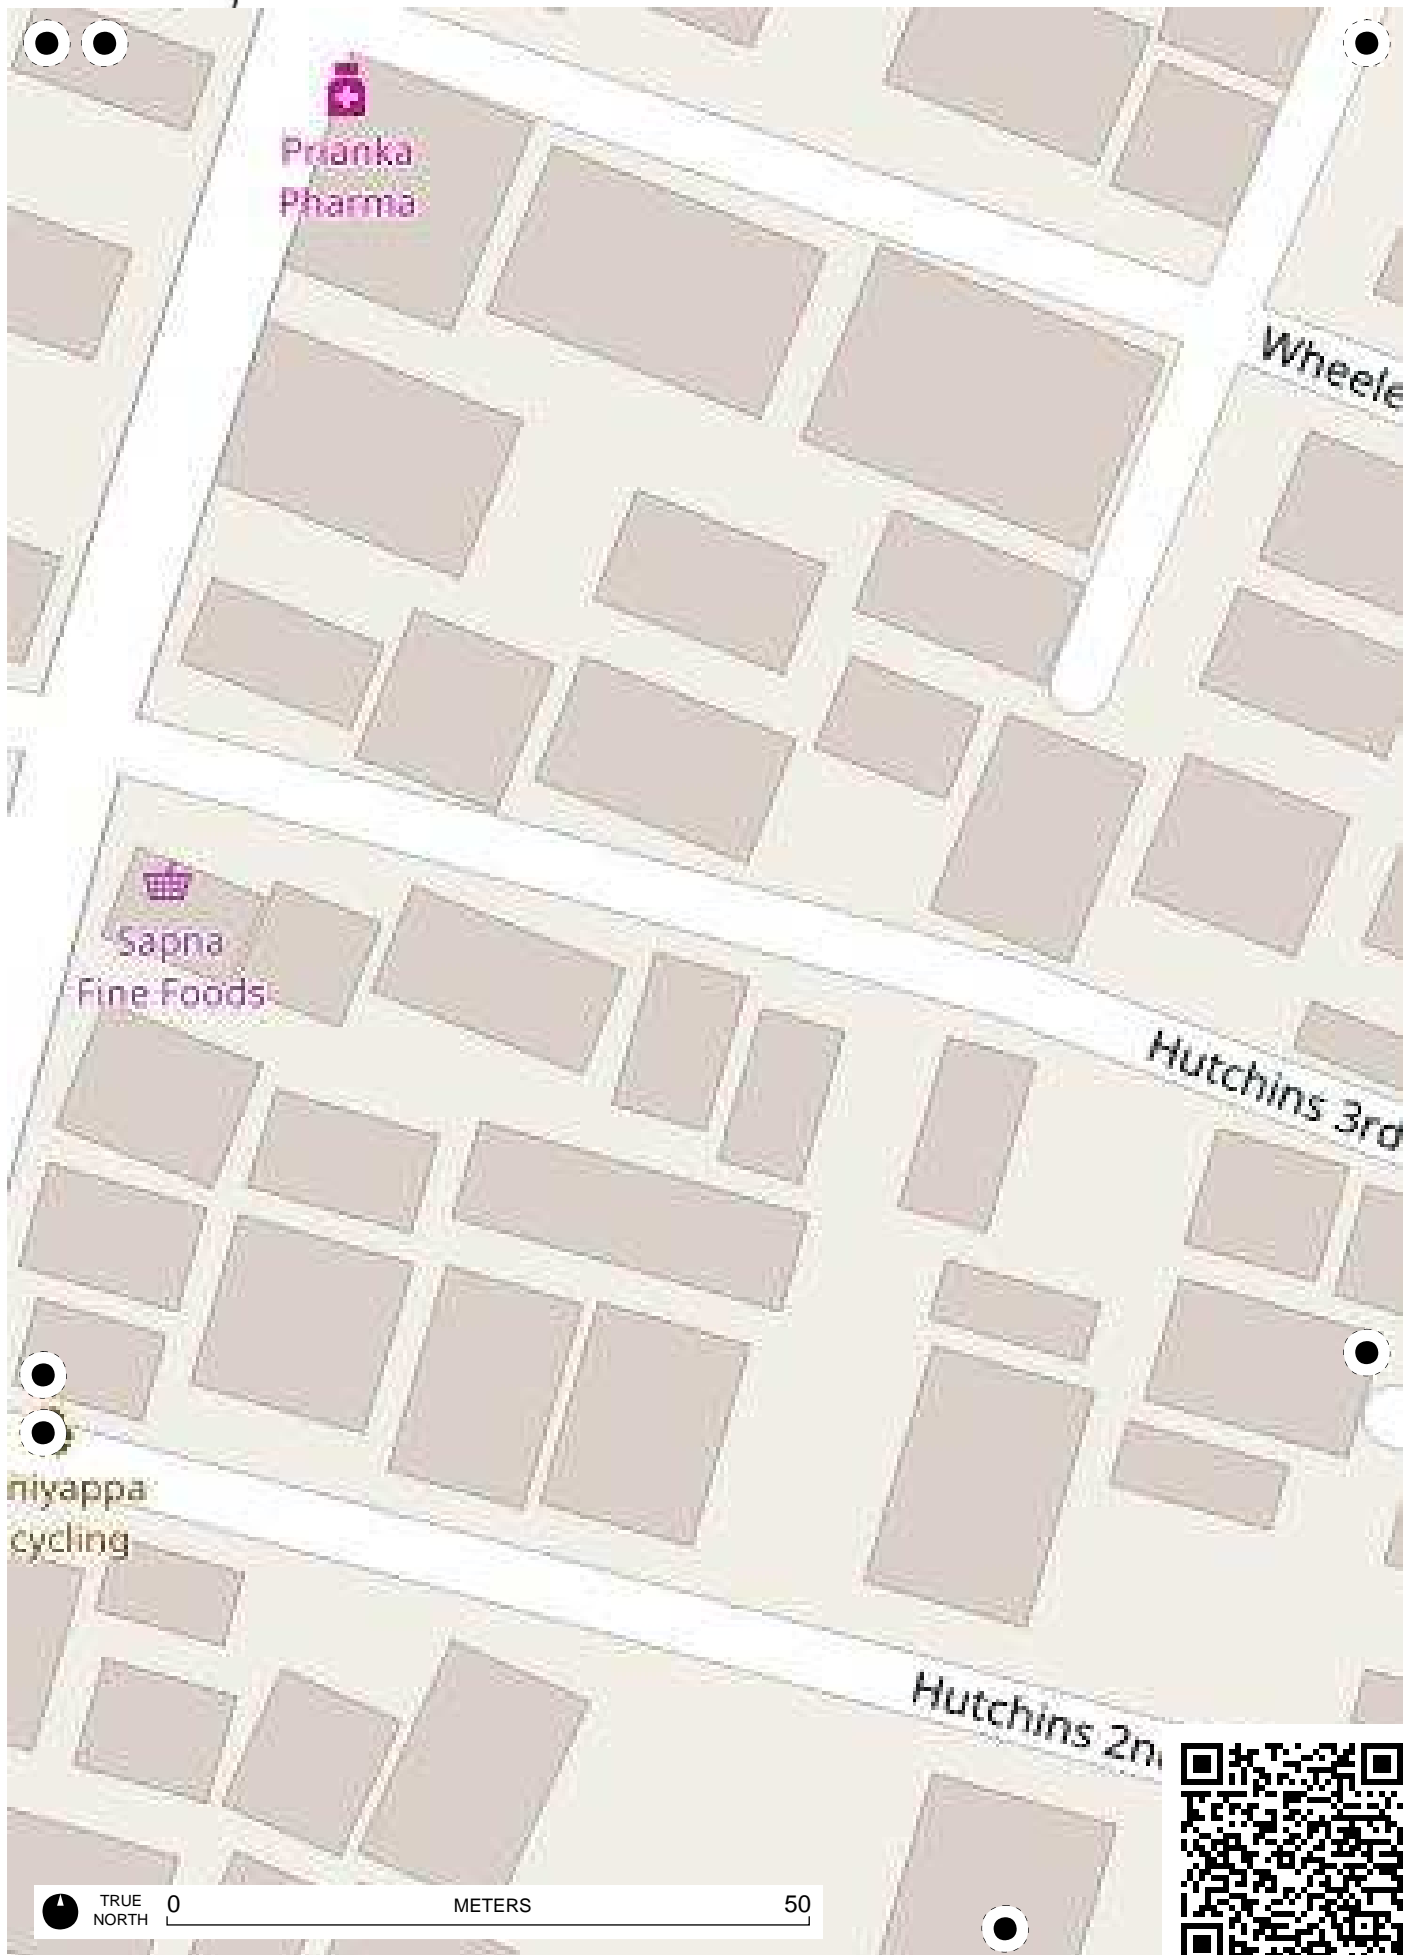 Prianka
Pharma
Wheele
Sapna
Fine Foods
Hutchins 3rd
niyappa
cycling
Hutchins 2n
TRUE
NORTH
0 METERS 50